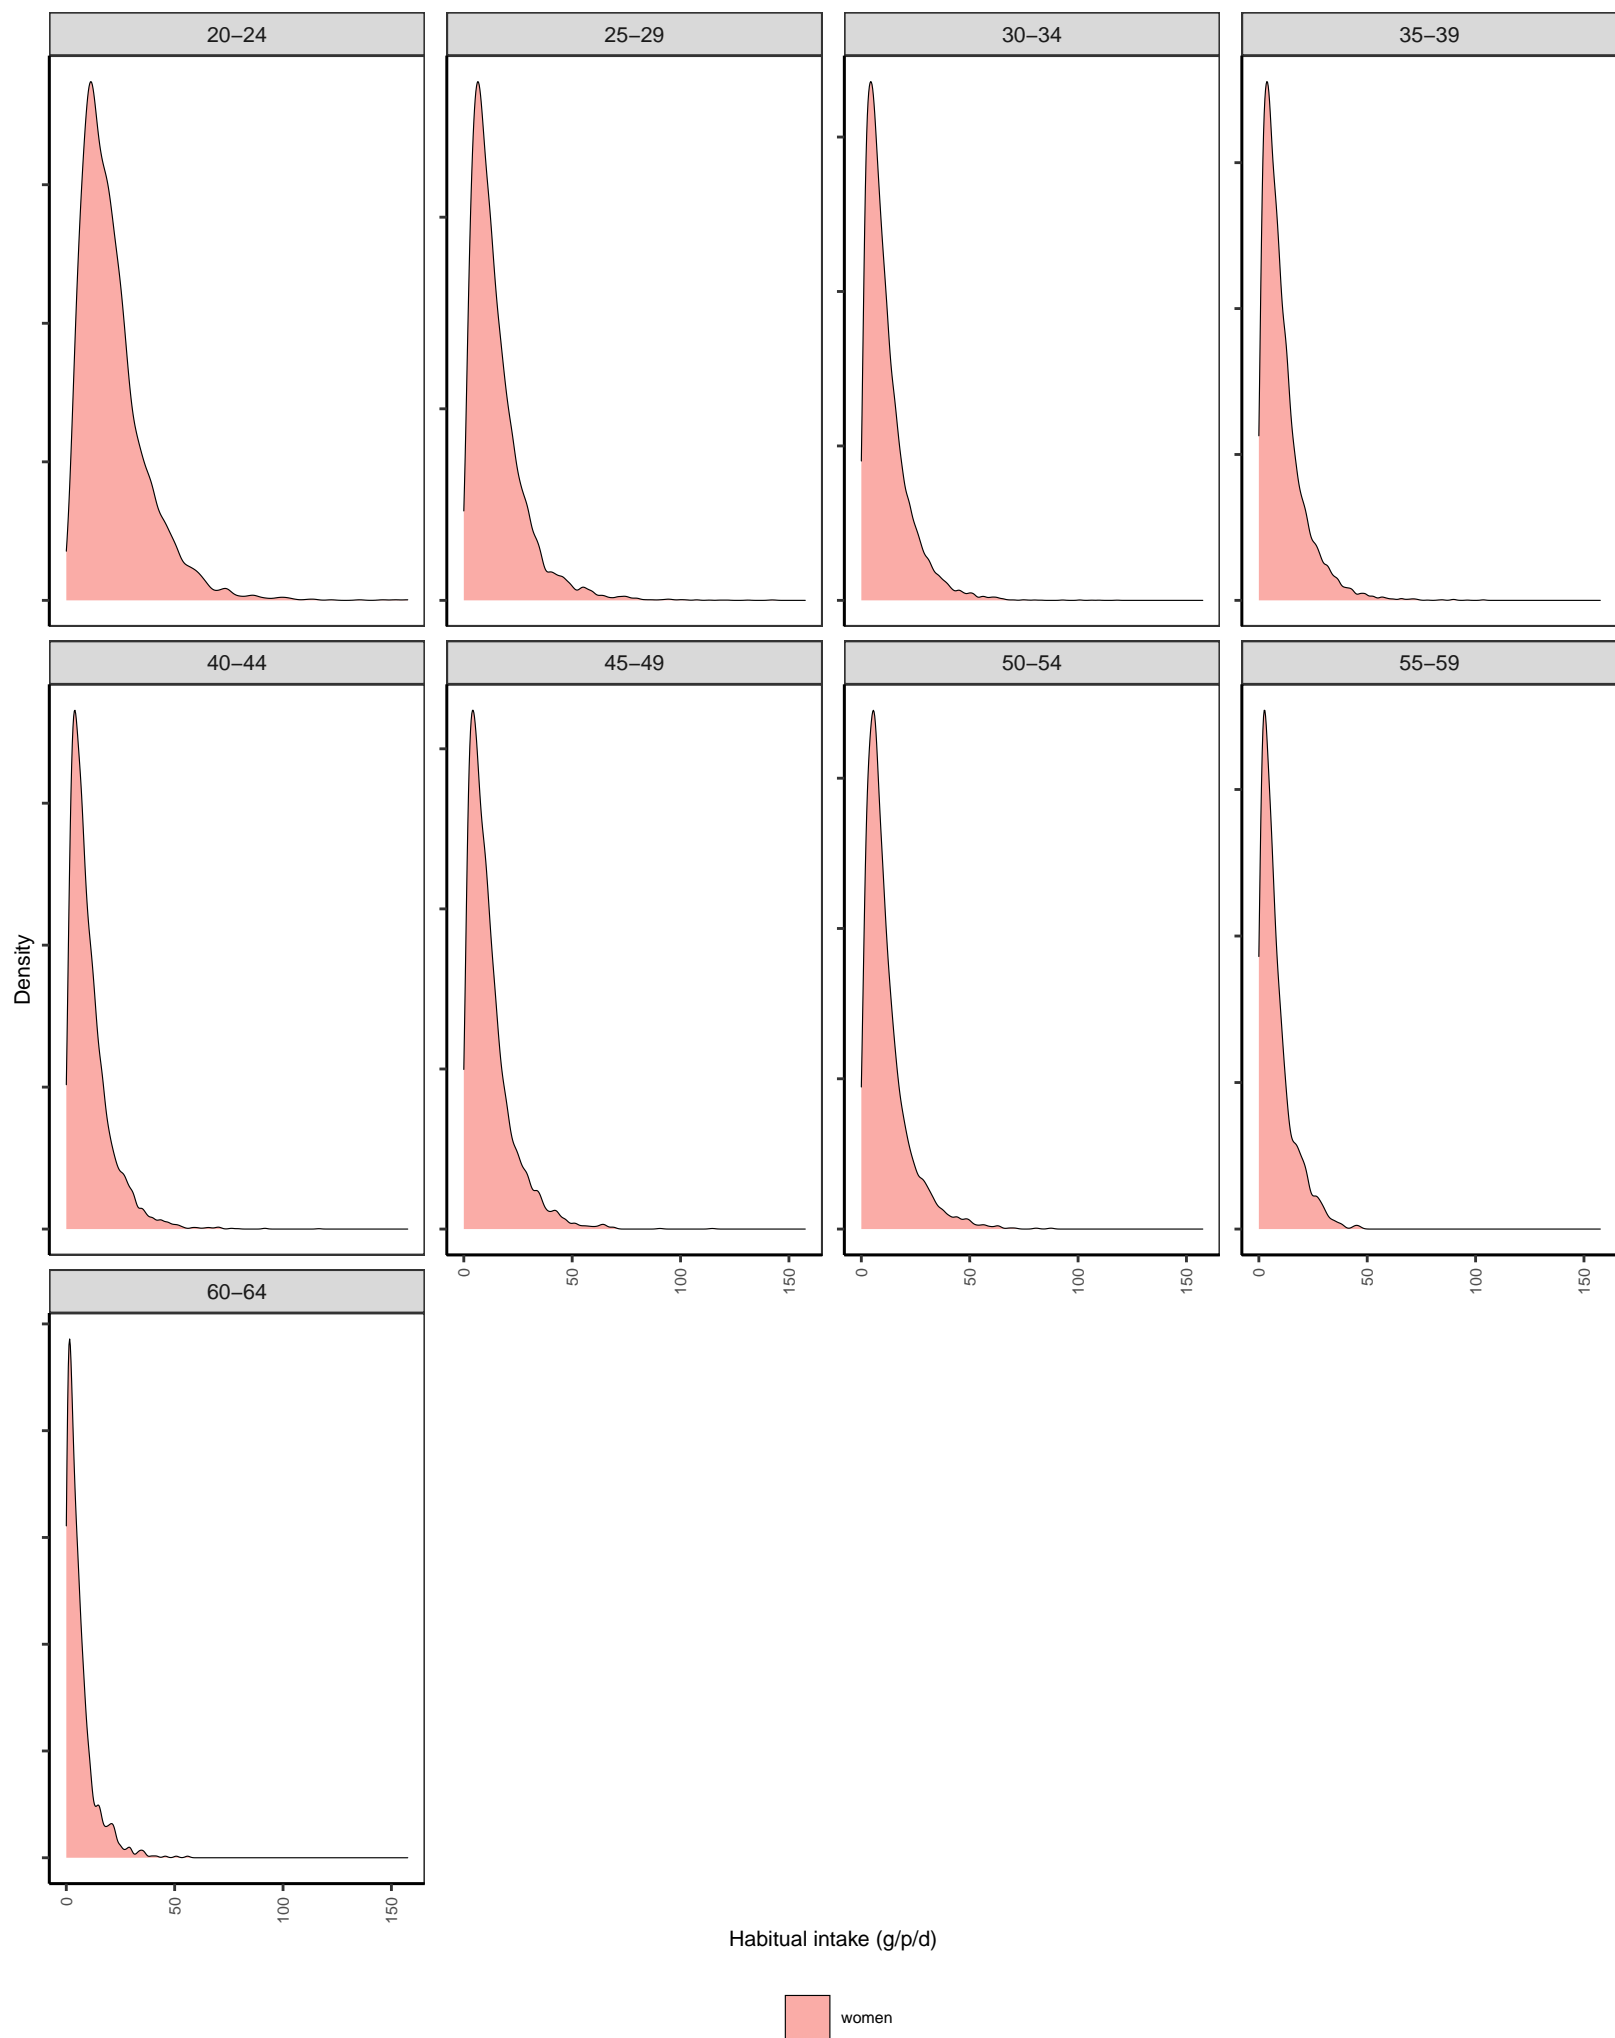 20–24 25–29 30–34 35–39
40–44 45–49 50–54 55–59
Density
0 50 100 150 0 50 100 150 0 50 100 150
60–64
0 50 100 150
Habitual intake (g/p/d)
women